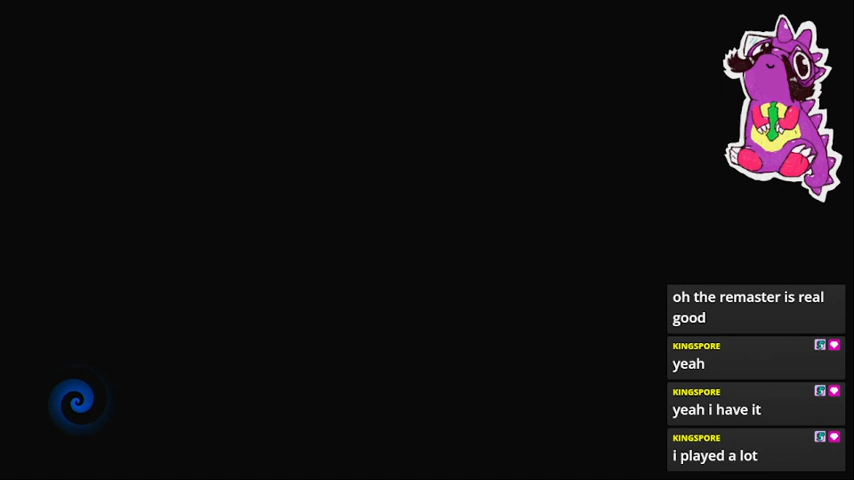 oh the remaster is real
good
KINGSPORE
yeah
KINGSPORE
yeah i have it
KINGSPORE
i played a lot